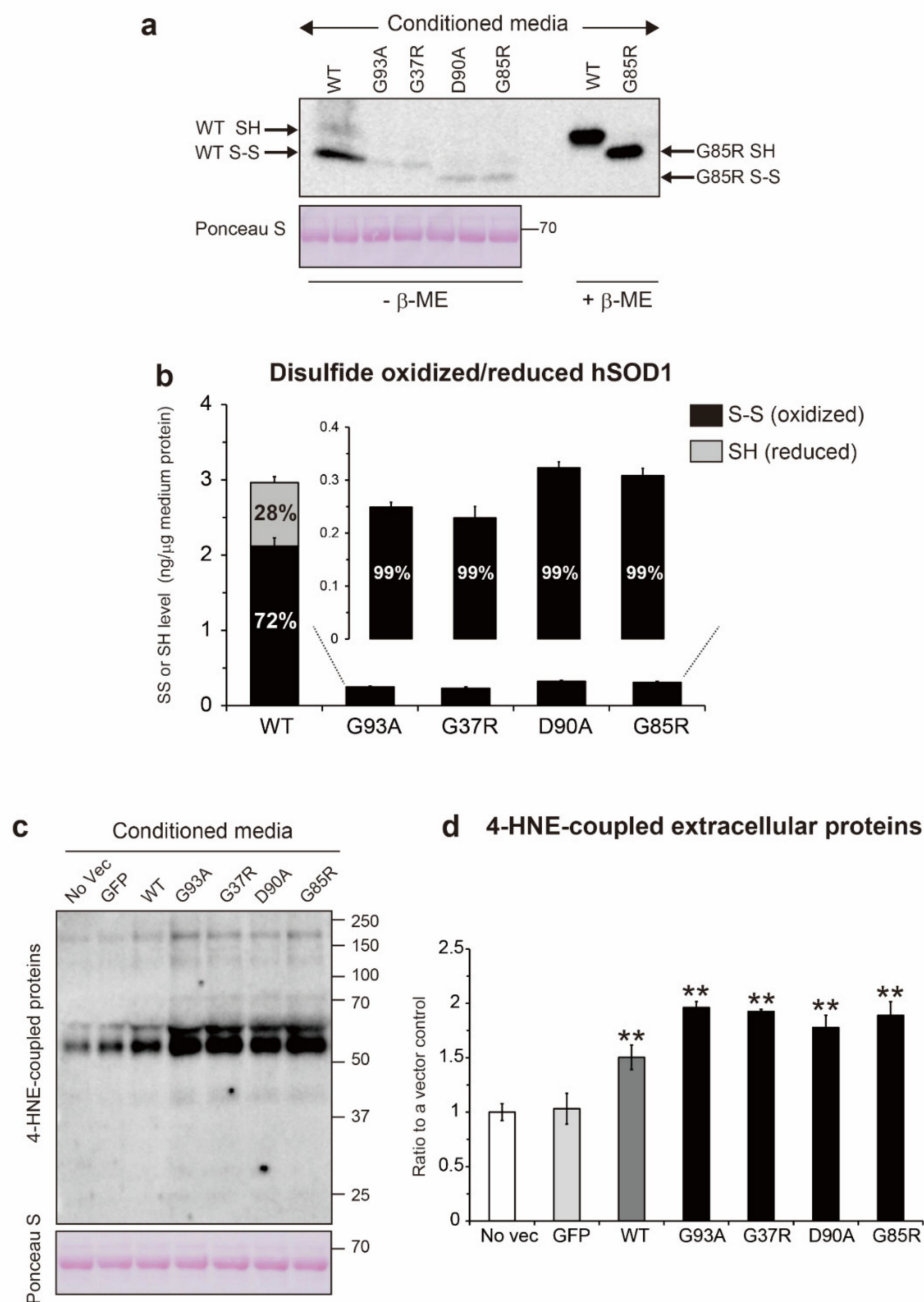 a
Conditioned media
WT G93A G37R D90A G85R WT G85R
WT SH
WT S-S
G85R SH
G85R S-S
Ponceau S
70
- β-ME + β-ME
b Disulfide oxidized/reduced hSOD1
SS or SH level (ng/μg medium protein)
4
3
2
1
0
0.4
0.3
0.2
0.1
0
28%
72%
99% 99% 99% 99%
S-S (oxidized)
SH (reduced)
WT G93A G37R D90A G85R
c
Conditioned media
No Vec GFP WT G93A G37R D90A G85R
4-HNE-coupled proteins
250
150
100
70
50
37
25
Ponceau S
70
d 4-HNE-coupled extracellular proteins
Ratio to a vector control
2.5
2
1.5
1
0.5
0
** ** ** ** **
No vec GFP WT G93A G37R D90A G85R